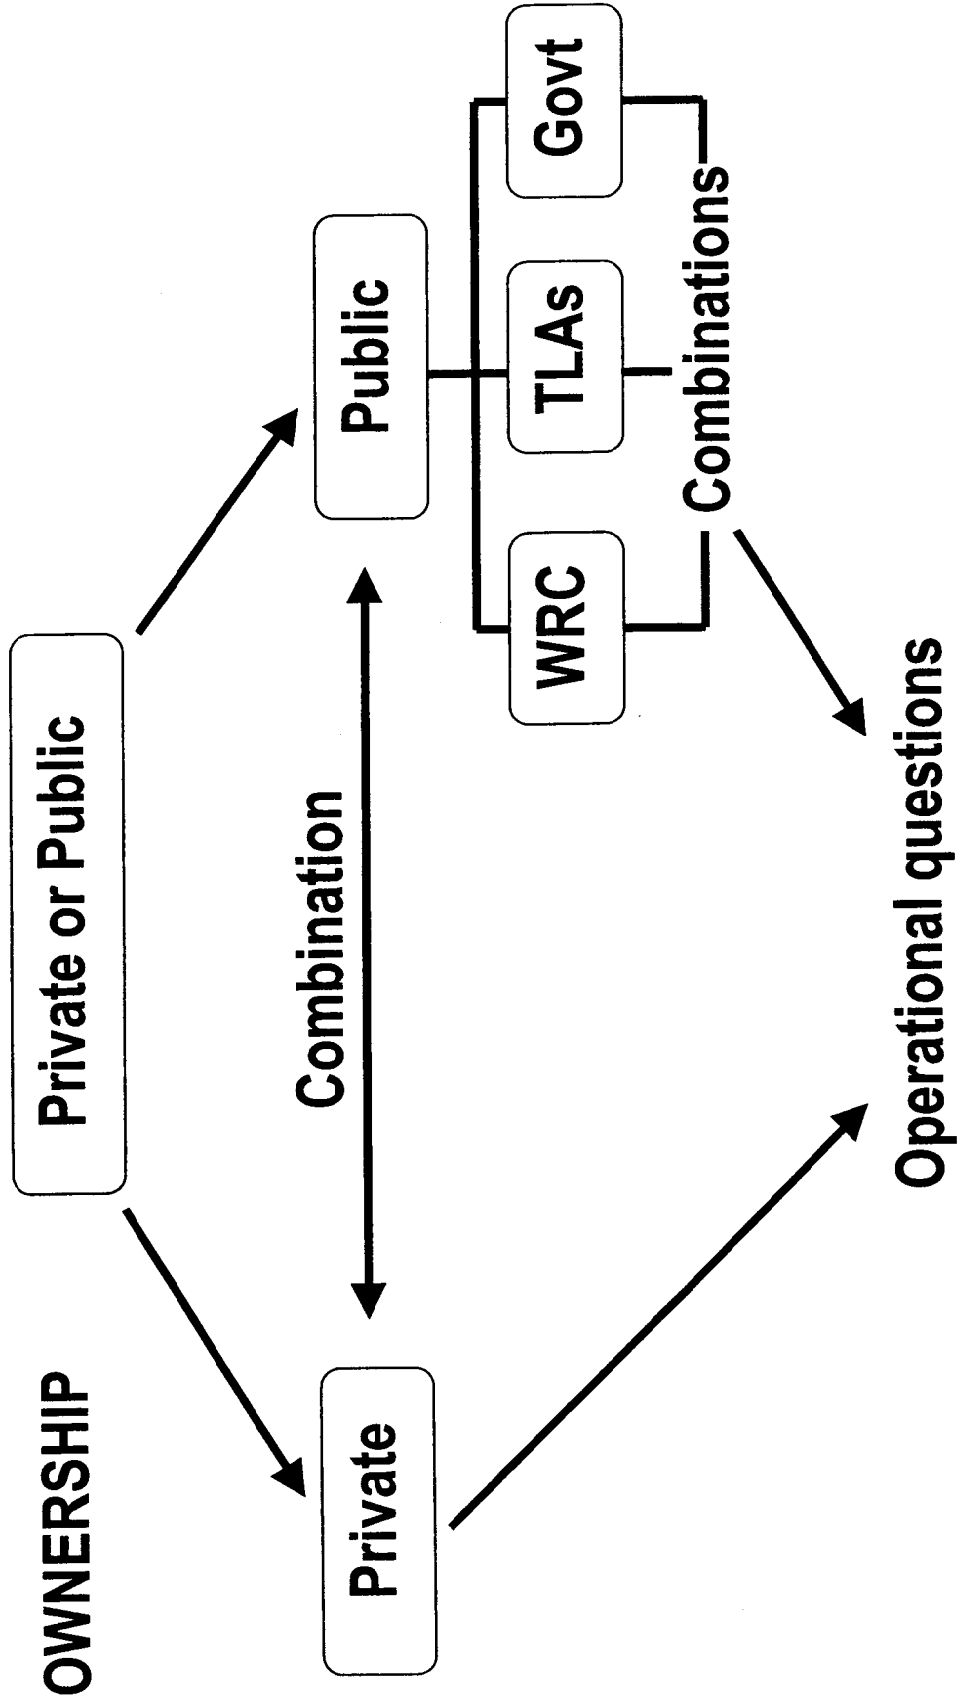 OWNERSHIP
Private or Public
Combination
Private
Public
WRC
TLAs
Govt
Combinations
Operational questions